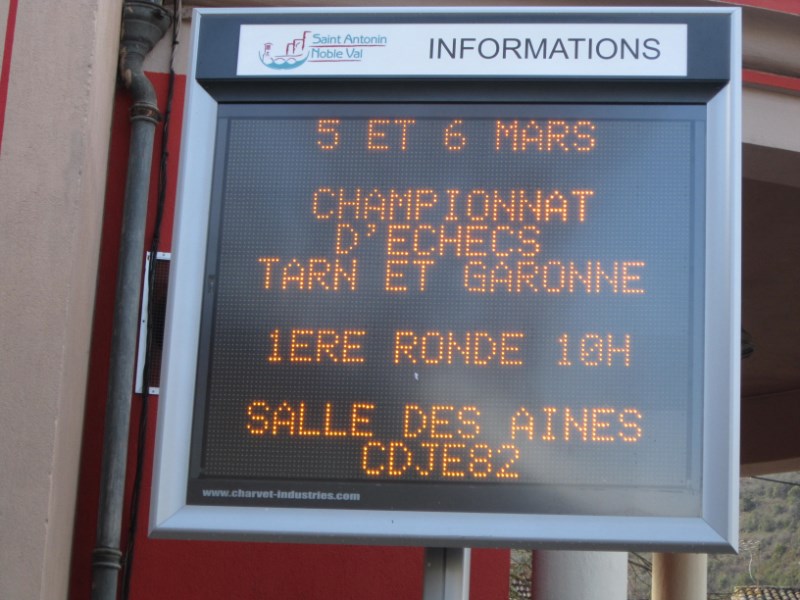 Saint Antonin
Noble Val
INFORMATIONS
5 ET 6 MARS
CHAMPIONNAT
D'ECHECS
TARN ET GARONNE
1ERE RONDE 10H
SALLE DES AINES
CDJE82
www.charvet-industries.com